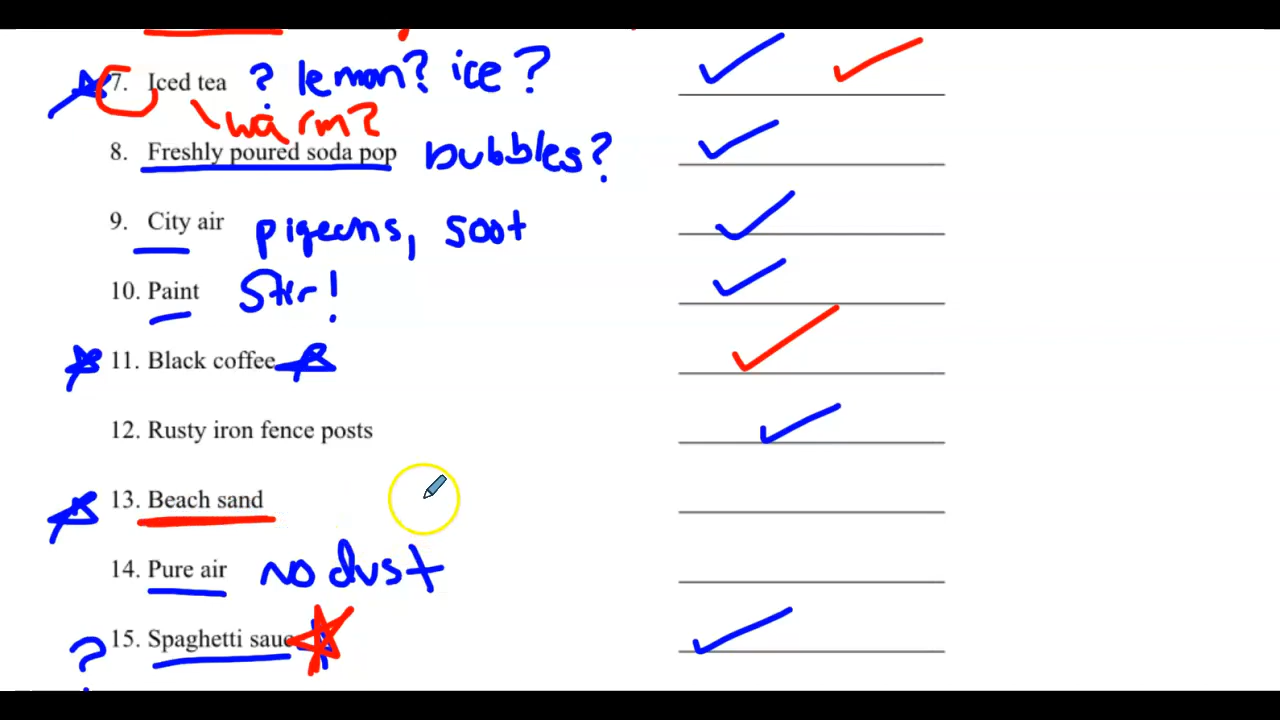 7. Iced tea ? lemon? ice?
warm?
8. Freshly poured soda pop bubbles?
9. City air pigeons, soot
10. Paint Stir!
11. Black coffee
12. Rusty iron fence posts
13. Beach sand
14. Pure air no dust
15. Spaghetti sauc
?